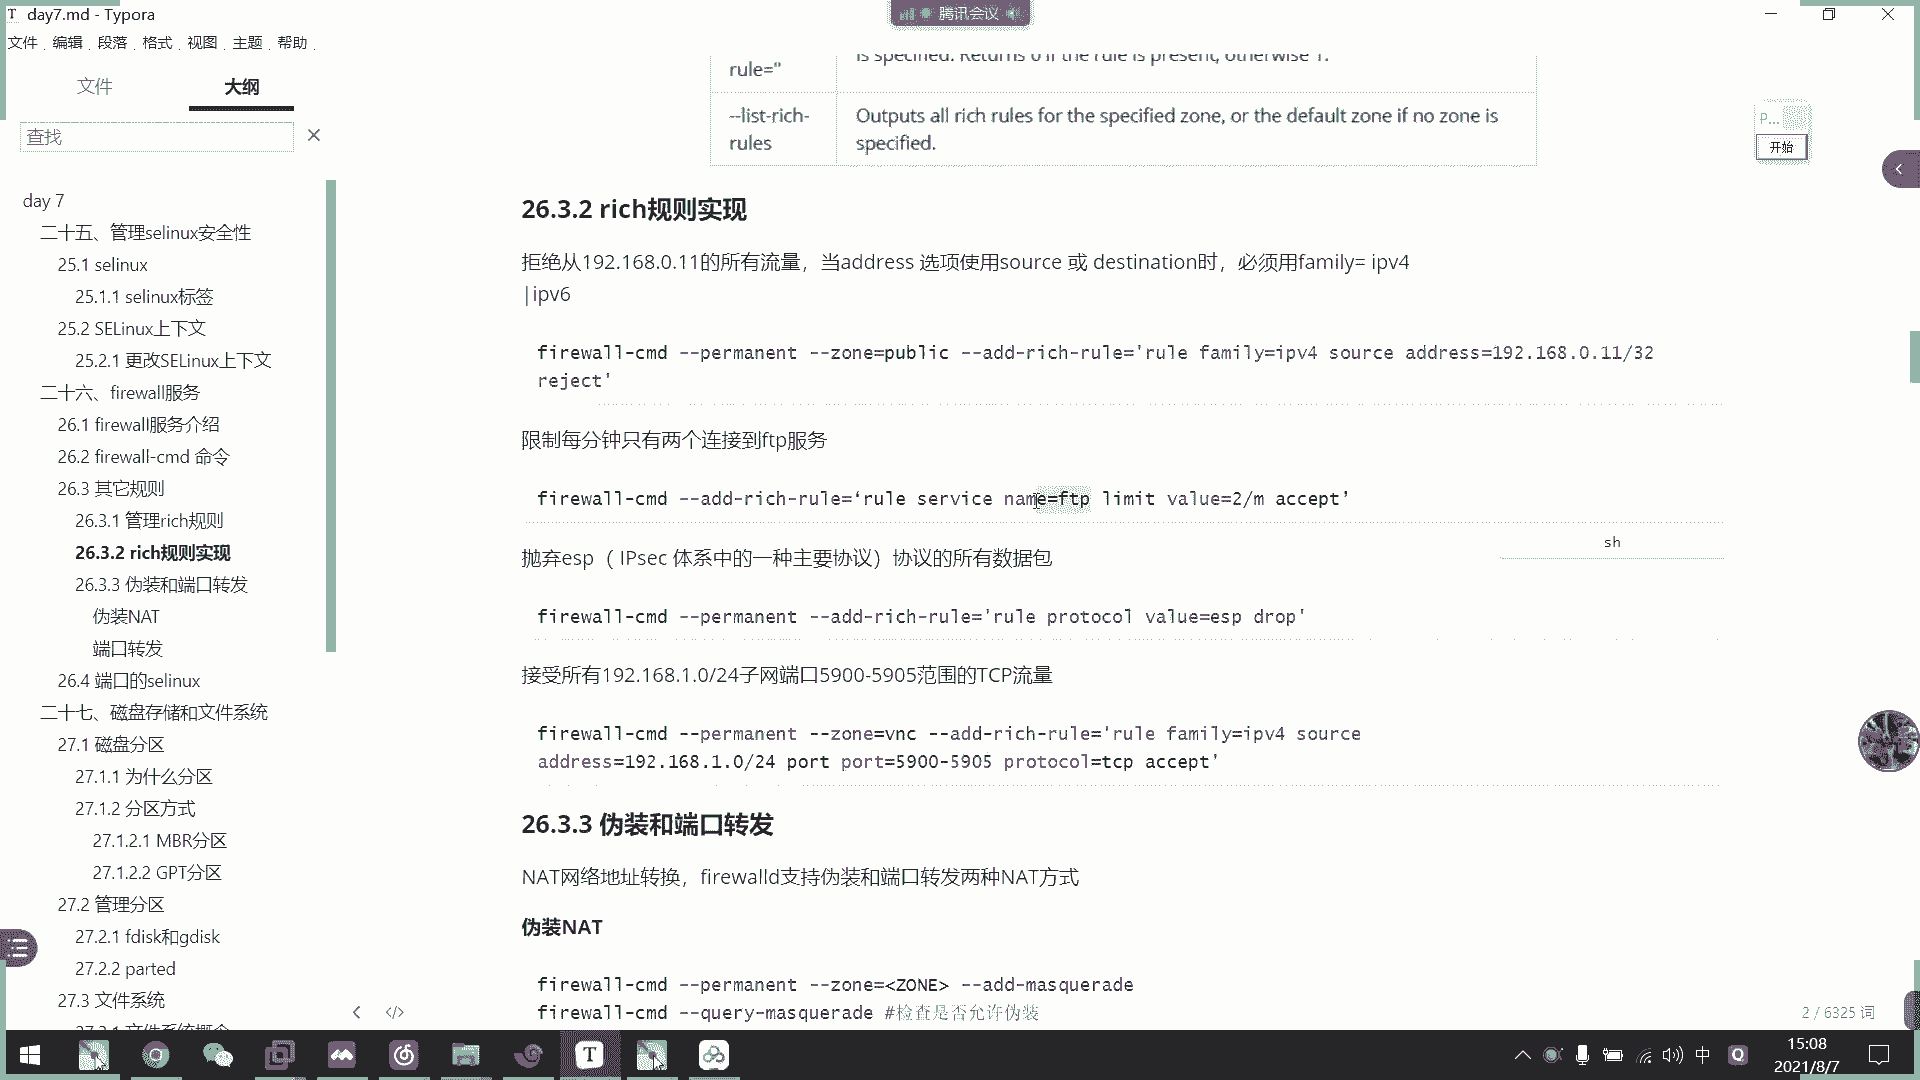 day7.md - Typora
腾讯会议
文件 编辑 段落 格式 视图 主题 帮助
文件
大纲
查找
day 7
二十五、管理selinux安全性
25.1 selinux
25.1.1 selinux标签
25.2 SELinux上下文
25.2.1 更改SELinux上下文
二十六、firewall服务
26.1 firewall服务介绍
26.2 firewall-cmd 命令
26.3 其它规则
26.3.1 管理rich规则
26.3.2 rich规则实现
26.3.3 伪装和端口转发
伪装NAT
端口转发
26.4 端口的selinux
二十七、磁盘存储和文件系统
27.1 磁盘分区
27.1.1 为什么分区
27.1.2 分区方式
27.1.2.1 MBR分区
27.1.2.2 GPT分区
27.2 管理分区
27.2.1 fdisk和gdisk
27.2.2 parted
27.3 文件系统
27.3.1 文件系统概念
rule=''
is specified. Returns 0 if the rule is present, otherwise 1.
--list-rich-rules
Outputs all rich rules for the specified zone, or the default zone if no zone is
specified.
P...
开始
26.3.2 rich规则实现
拒绝从192.168.0.11的所有流量，当address 选项使用source 或 destination时，必须用family= ipv4
|ipv6
firewall-cmd --permanent --zone=public --add-rich-rule='rule family=ipv4 source address=192.168.0.11/32
reject’
限制每分钟只有两个连接到ftp服务
firewall-cmd --add-rich-rule=‘rule service name=ftp limit value=2/m accept’
sh
抛弃esp（ IPsec 体系中的一种主要协议）协议的所有数据包
firewall-cmd --permanent --add-rich-rule='rule protocol value=esp drop'
接受所有192.168.1.0/24子网端口5900-5905范围的TCP流量
firewall-cmd --permanent --zone=vnc --add-rich-rule='rule family=ipv4 source
address=192.168.1.0/24 port port=5900-5905 protocol=tcp accept’
26.3.3 伪装和端口转发
NAT网络地址转换，firewalld支持伪装和端口转发两种NAT方式
伪装NAT
firewall-cmd --permanent --zone=<ZONE> --add-masquerade
firewall-cmd --query-masquerade #检查是否允许伪装
2 / 6325 词
中
15:08
2021/8/7